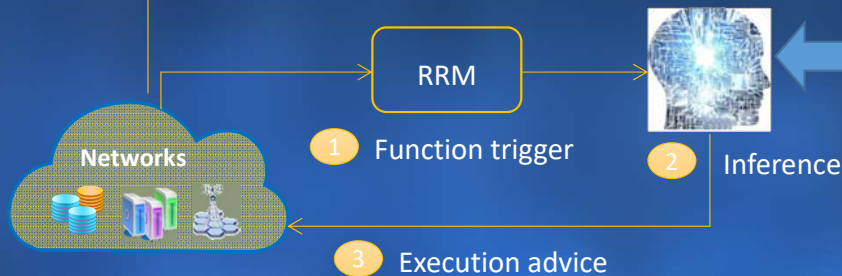 RRM
1 Function trigger
Networks
2 Inference
3 Execution advice